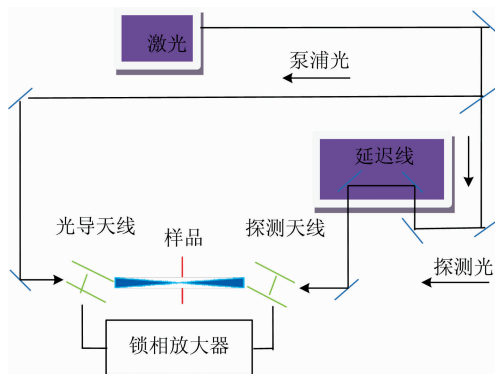 激光
泵浦光
延迟线
光导天线
样品
探测天线
探测光
锁相放大器